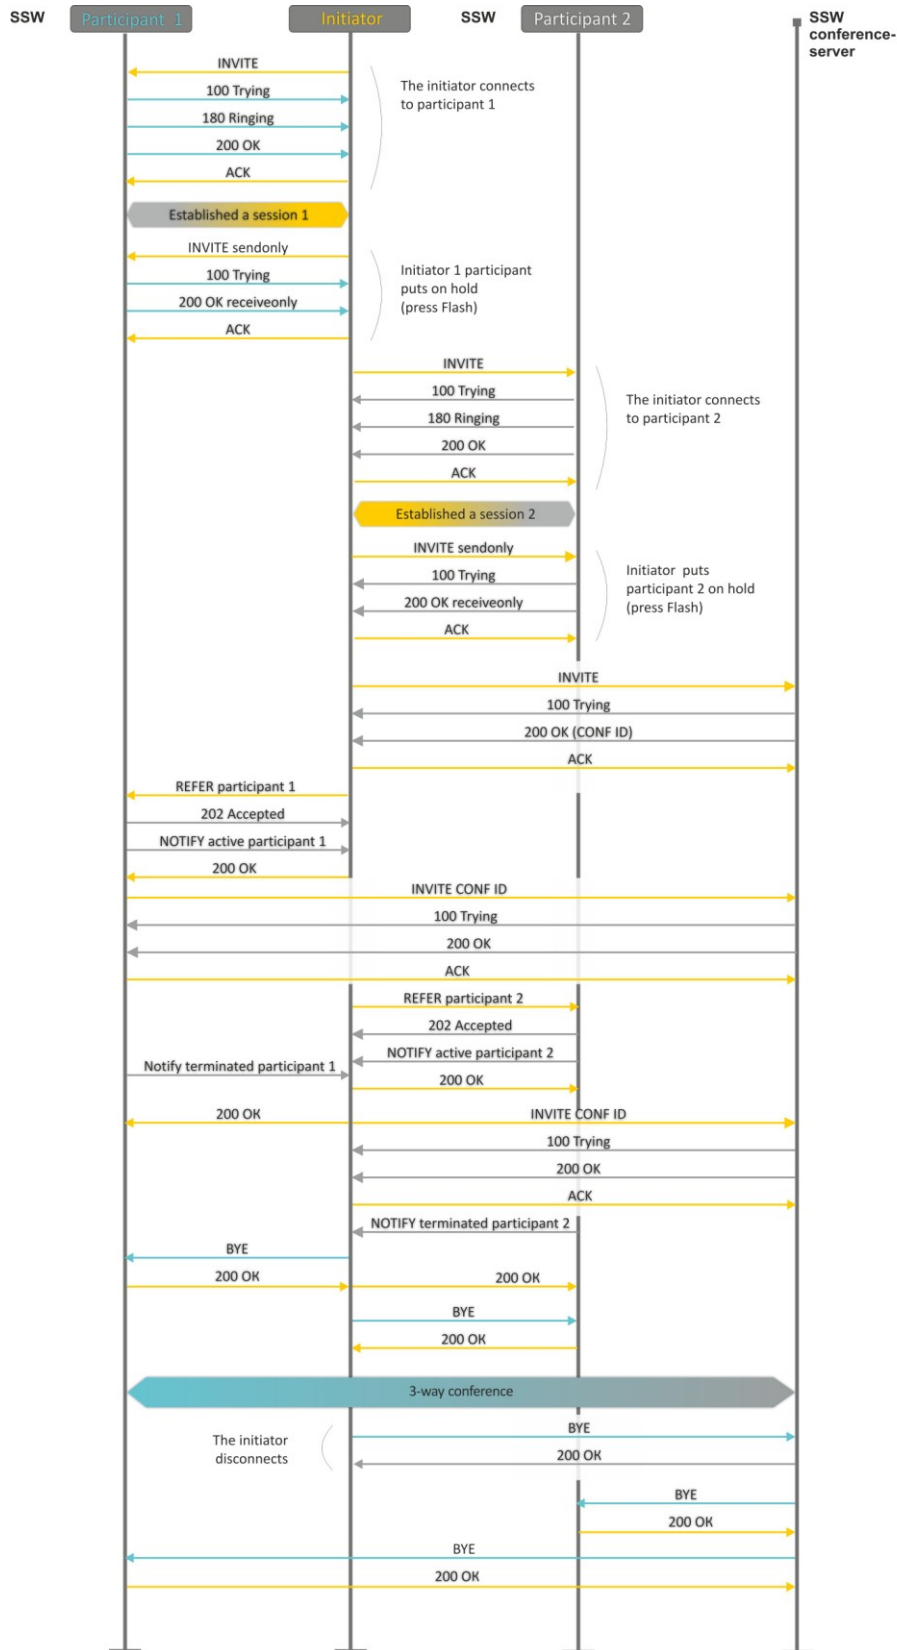 SSW
Participant 1
Initiator
SSW
Participant 2
SSW
conference-
server
INVITE
100 Trying
180 Ringing
200 OK
ACK
The initiator connects
to participant 1
Established a session 1
INVITE sendonly
100 Trying
200 OK receiveonly
ACK
Initiator 1 participant
puts on hold
(press Flash)
INVITE
100 Trying
180 Ringing
200 OK
ACK
The initiator connects
to participant 2
Established a session 2
INVITE sendonly
100 Trying
200 OK receiveonly
ACK
Initiator puts
participant 2 on hold
(press Flash)
INVITE
100 Trying
200 OK (CONF ID)
ACK
REFER participant 1
202 Accepted
NOTIFY active participant 1
200 OK
INVITE CONF ID
100 Trying
200 OK
ACK
REFER participant 2
202 Accepted
NOTIFY active participant 2
Notify terminated participant 1
200 OK
200 OK
INVITE CONF ID
100 Trying
200 OK
ACK
NOTIFY terminated participant 2
BYE
200 OK
200 OK
BYE
200 OK
3-way conference
The initiator
disconnects
BYE
200 OK
BYE
200 OK
BYE
200 OK